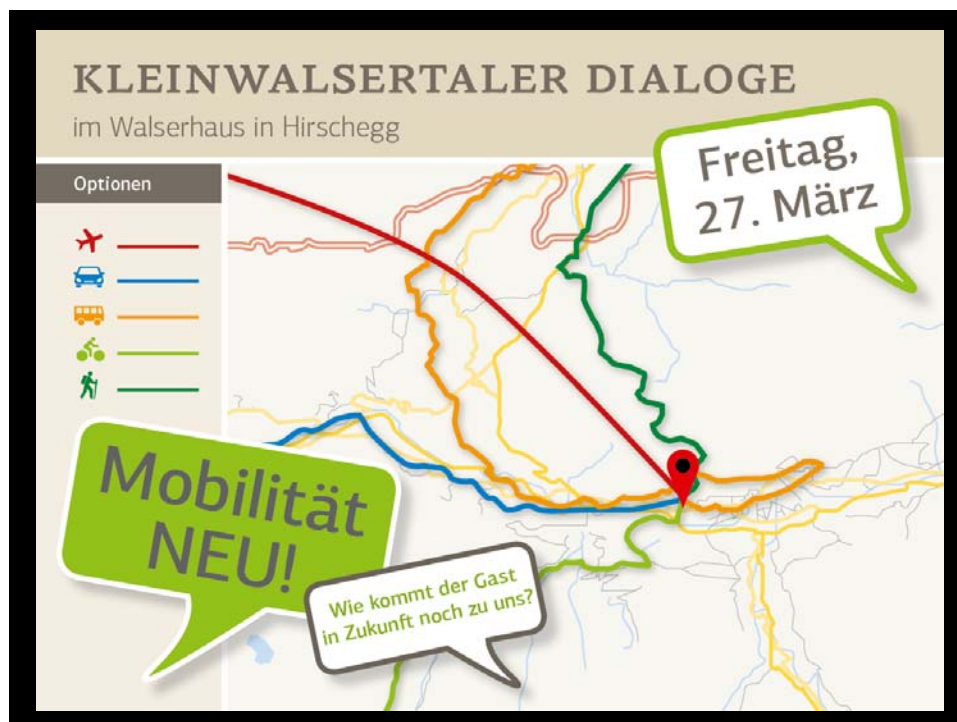 KLEINWALSERTALER DIALOGE
im Walserhaus in Hirschegg
Freitag,
27. März
Optionen
Mobilität
NEU!
Wie kommt der Gast
in Zukunft noch zu uns?